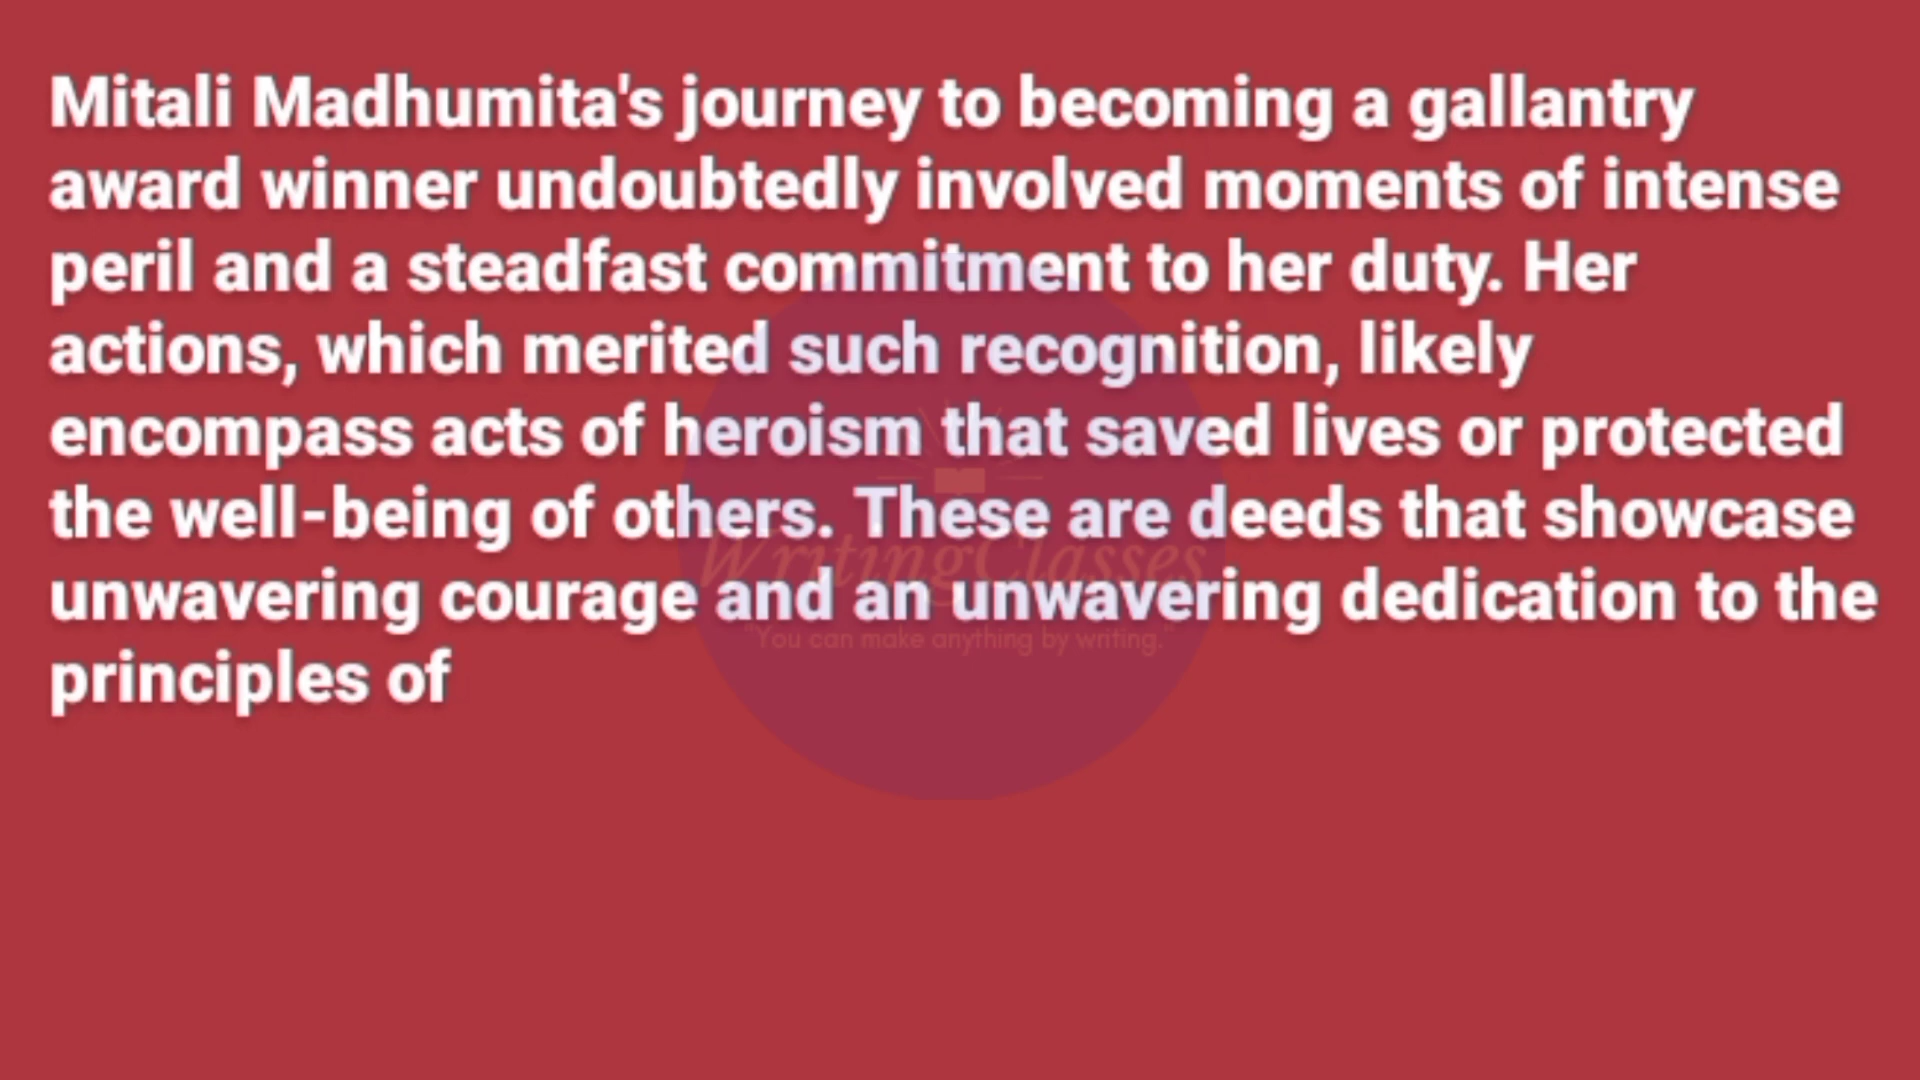 Mitali Madhumita's journey to becoming a gallantry
award winner undoubtedly involved moments of intense
peril and a steadfast commitment to her duty. Her
actions, which merited such recognition, likely
encompass acts of heroism that saved lives or protected
the well-being of others. These are deeds that showcase
WritingClasses
unwavering courage and an unwavering dedication to the
"You can make anything by writing."
principles of